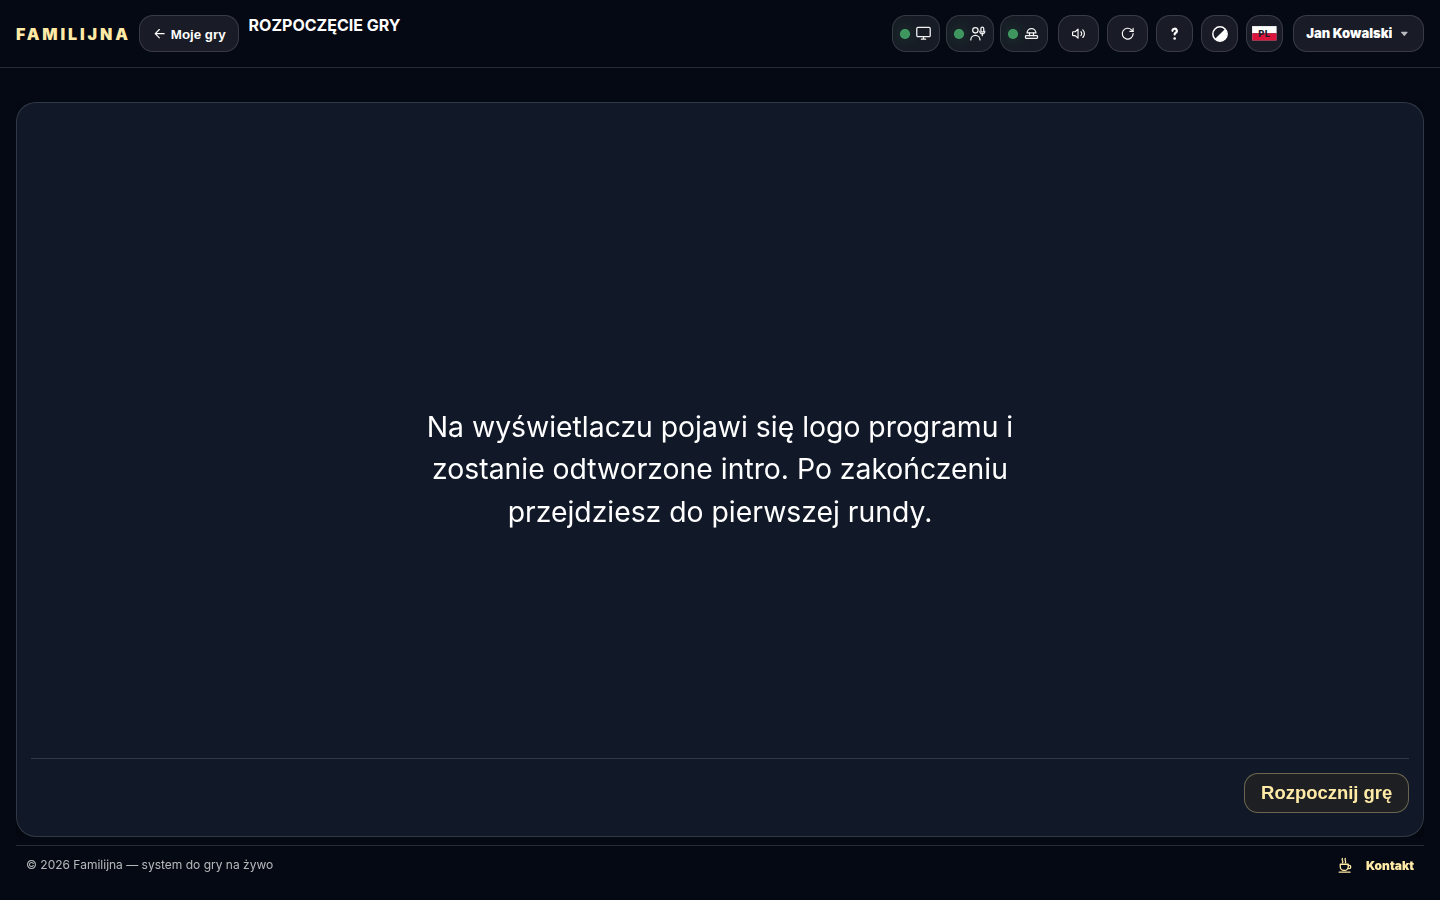 FAMILIJNA
← Moje gry
ROZPOCZĘCIE GRY
?
PL
Jan Kowalski
Na wyświetlaczu pojawi się logo programu i
zostanie odtworzone intro. Po zakończeniu
przejdziesz do pierwszej rundy.
Rozpocznij grę
© 2026 Familijna — system do gry na żywo
Kontakt